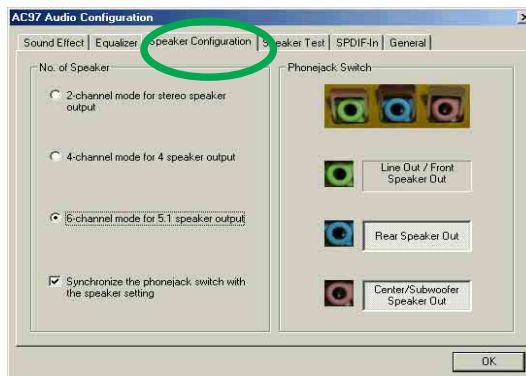 AC97 Audio Configuration
Sound Effect
Equalizer
Speaker Configuration
Speaker Test
SPDIF-In
General
No. of Speaker
2-channel mode for stereo speaker
output
4-channel mode for 4 speaker output
6-channel mode for 5.1 speaker output
Synchronize the phonejack switch with
the speaker setting
Phonejack Switch
Line Out / Front
Speaker Out
Rear Speaker Out
Center/Subwoofer
Speaker Out
OK